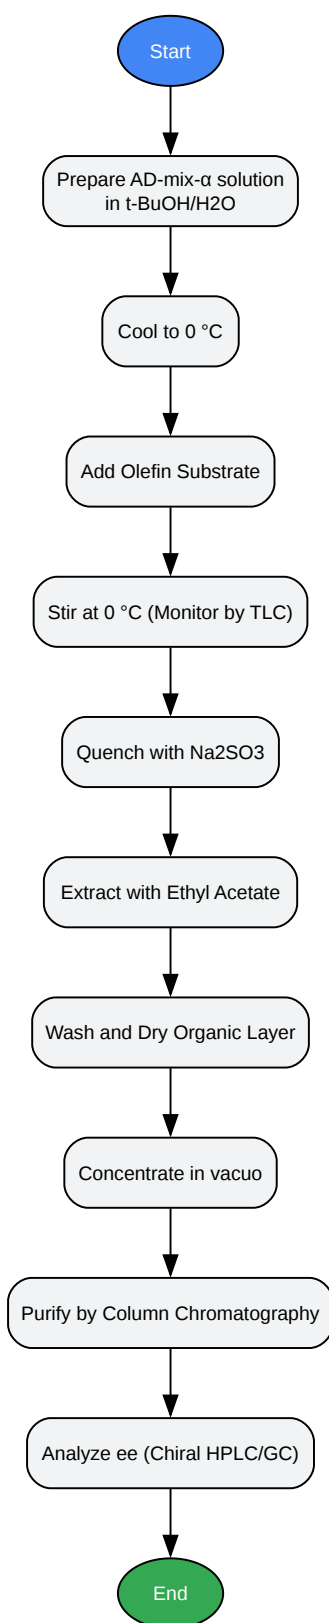 Start
Prepare AD-mix-α solution
in t-BuOH/H2O
Cool to 0 °C
Add Olefin Substrate
Stir at 0 °C (Monitor by TLC)
Quench with Na2SO3
Extract with Ethyl Acetate
Wash and Dry Organic Layer
Concentrate in vacuo
Purify by Column Chromatography
Analyze ee (Chiral HPLC/GC)
End